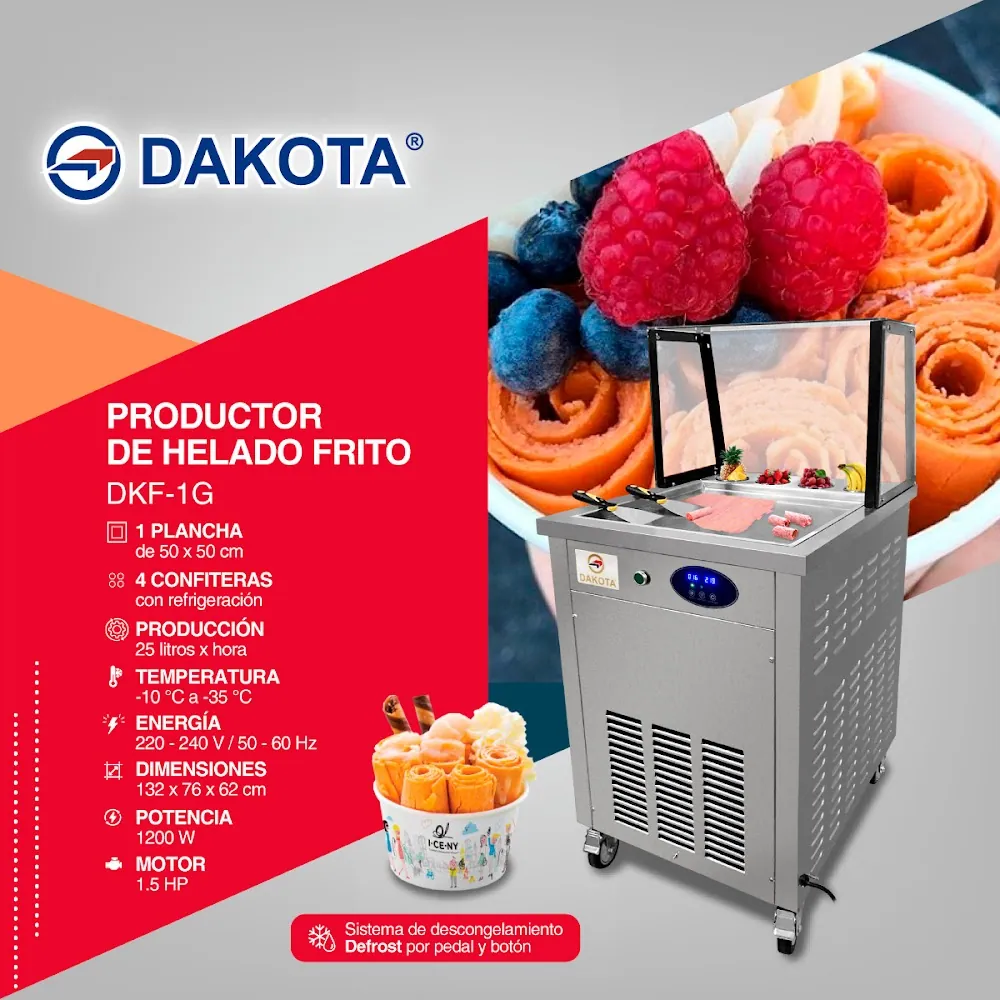 DAKOTA®
PRODUCTOR
DE HELADO FRITO
DKF-1G
1 PLANCHA
de 50 x 50 cm
4 CONFITERAS
con refrigeración
PRODUCCIÓN
25 litros x hora
TEMPERATURA
-10 °C a -35 °C
ENERGÍA
220 - 240 V / 50 - 60 Hz
DIMENSIONES
132 x 76 x 62 cm
POTENCIA
1200 W
MOTOR
1.5 HP
DAKOTA
I·CE·NY
Sistema de descongelamiento
Defrost por pedal y botón